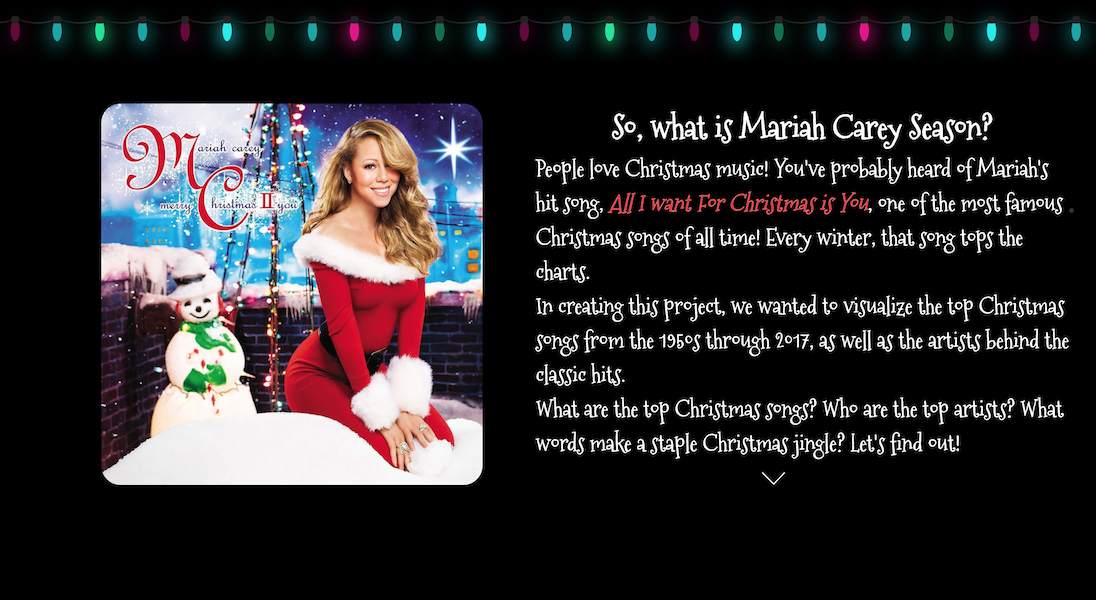 Mariah carey
merry Christmas II you
So, what is Mariah Carey Season?
People love Christmas music! You've probably heard of Mariah's
hit song, All I want For Christmas is You, one of the most famous
Christmas songs of all time! Every winter, that song tops the
charts.
In creating this project, we wanted to visualize the top Christmas
songs from the 1950s through 2017, as well as the artists behind the
classic hits.
What are the top Christmas songs? Who are the top artists? What
words make a staple Christmas jingle? Let's find out!